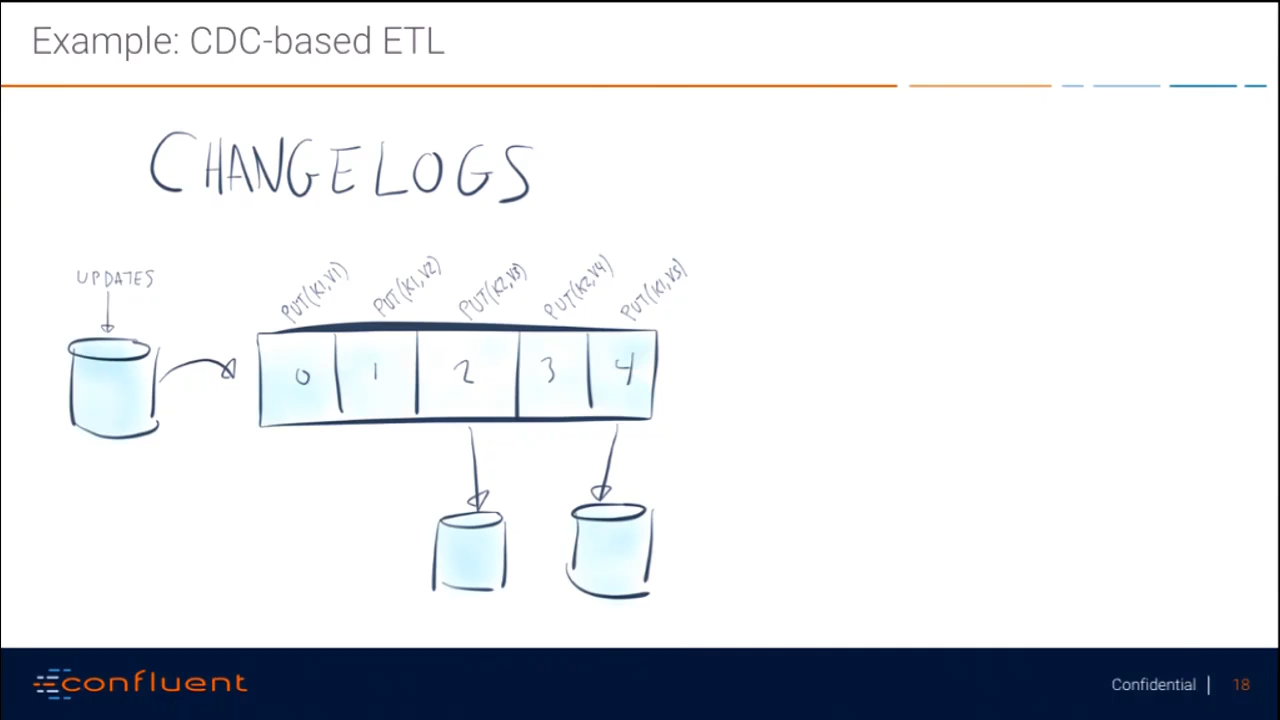 Example: CDC-based ETL
CHANGELOGS
UPDATES
PUT(K1,V1)
PUT(K1,V2)
PUT(K2,V3)
PUT(K2,V4)
PUT(K1,V5)
0 1 2 3 4
confluent
Confidential | 18